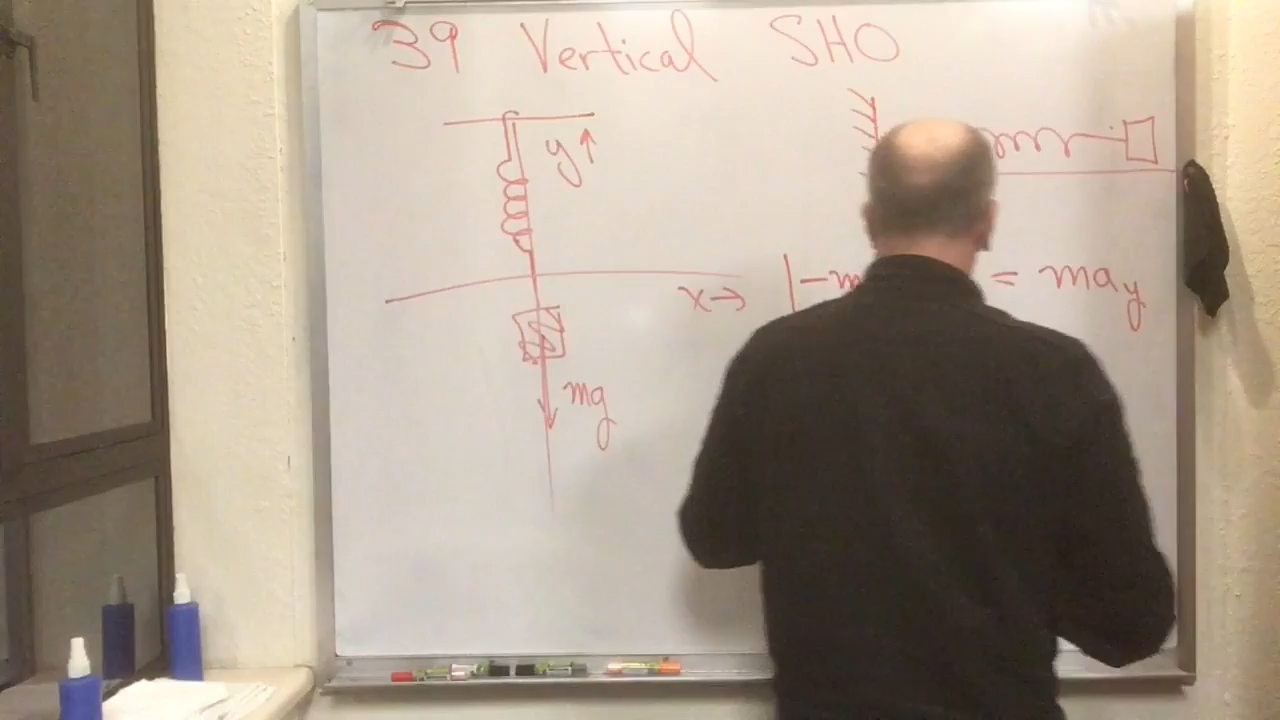 39 Vertical SHO
y↑
x→
-m = ma_y
mg